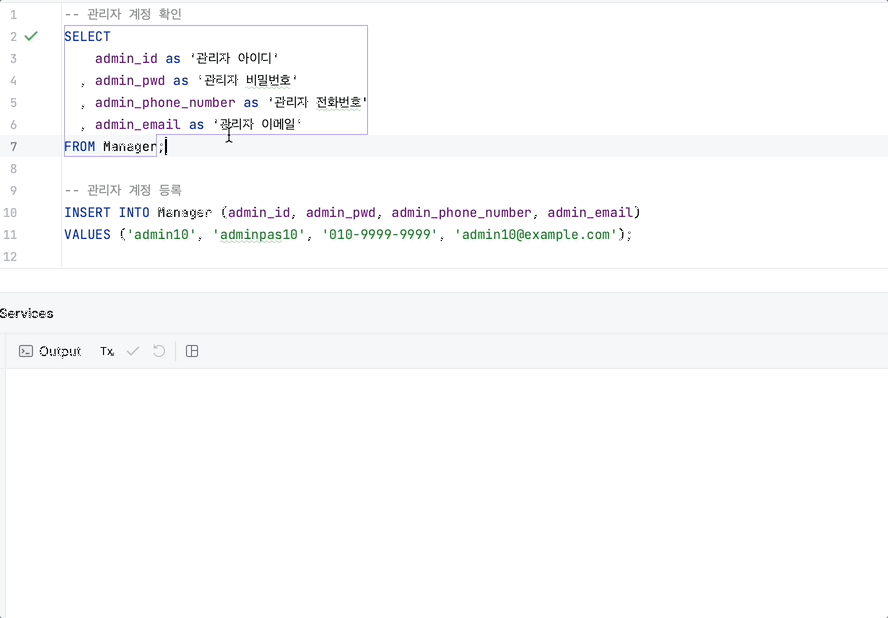 1 -- 관리자 계정 확인
2 SELECT
3 admin_id as '관리자 아이디'
4 , admin_pwd as '관리자 비밀번호'
5 , admin_phone_number as '관리자 전화번호'
6 , admin_email as '관리자 이메일'
7 FROM Manager;
8
9 -- 관리자 계정 등록
10 INSERT INTO Manager (admin_id, admin_pwd, admin_phone_number, admin_email)
11 VALUES ('admin10', 'adminpas10', '010-9999-9999', 'admin10@example.com');
12
Services
Output Tx